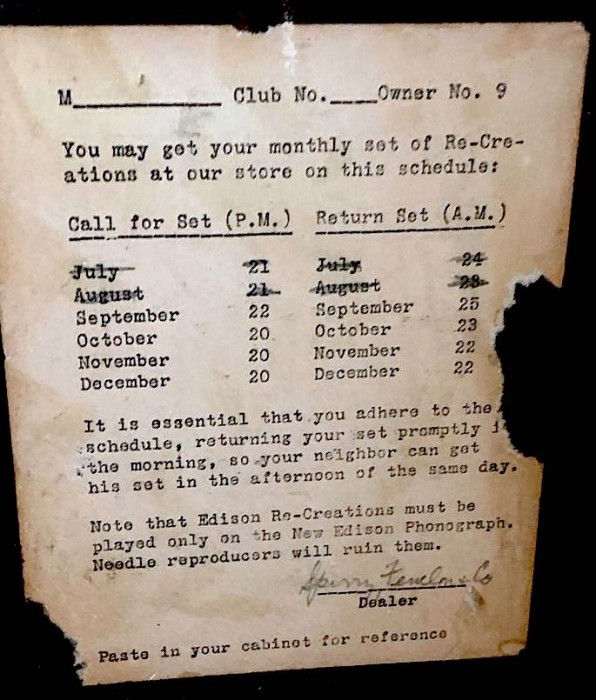 M__________ Club No.____Owner No. 9
You may get your monthly set of Re-Cre-
ations at our store on this schedule:
Call for Set (P.M.) Return Set (A.M.)
July 21 July 24
August 21 August 23
September 22 September 25
October 20 October 23
November 20 November 22
December 20 December 22
It is essential that you adhere to the
schedule, returning your set promptly
the morning, so your neighbor can get
his set in the afternoon of the same day.
Note that Edison Re-Creations must be
played only on the New Edison Phonograph.
Needle reproducers will ruin them.
Dealer
Paste in your cabinet for reference